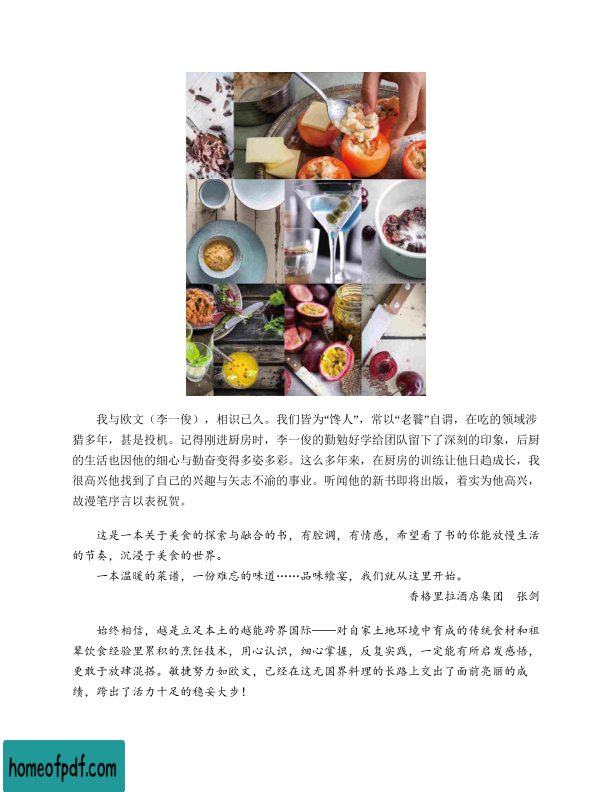 我与欧文（李一俊），相识已久。我们皆为“馋人”，常以“老饕”自谓，在吃的领域涉
猎多年，甚是投机。记得刚进厨房时，李一俊的勤勉好学给团队留下了深刻的印象，后厨
的生活也因他的细心与勤奋变得多姿多彩。这么多年来，在厨房的训练让他日趋成长，我
很高兴他找到了自己的兴趣与矢志不渝的事业。听闻他的新书即将出版，着实为他高兴，
故漫笔序言以表祝贺。
这是一本关于美食的探索与融合的书，有腔调，有情感，希望看了书的你能放慢生活
的节奏，沉浸于美食的世界。
一本温暖的菜谱，一份难忘的味道……品味飨宴，我们就从这里开始。
香格里拉酒店集团　张剑
始终相信，越是立足本土的越能跨界国际——对自家土地环境中育成的传统食材和祖
辈饮食经验里累积的烹饪技术，用心认识，细心掌握，反复实践，一定能有所启发感悟，
更敢于放肆混搭。敏捷努力如欧文，已经在这无国界料理的长路上交出了面前亮丽的成
绩，跨出了活力十足的稳妥大步！
homeofpdf.com